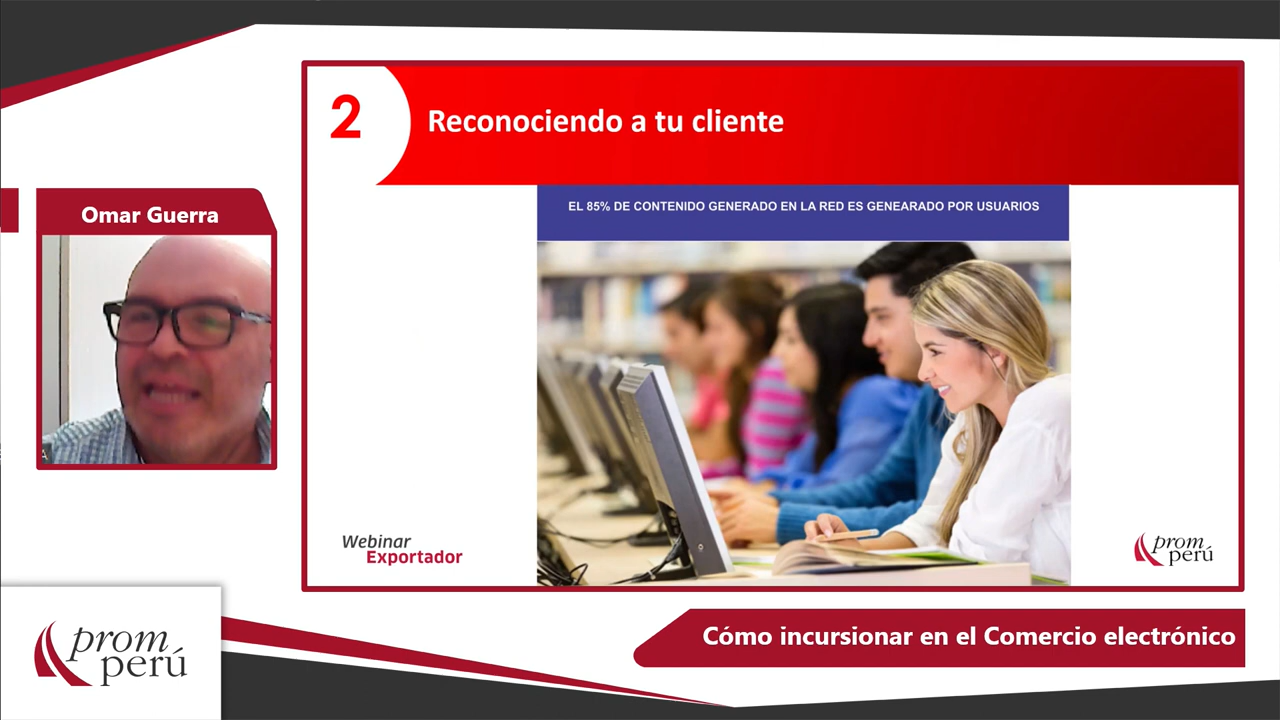 2
Reconociendo a tu cliente
Omar Guerra
EL 85% DE CONTENIDO GENERADO EN LA RED ES GENEARADO POR USUARIOS
A
Webinar
Exportador
prom
perú
Cómo incursionar en el Comercio electrónico
prom
perú